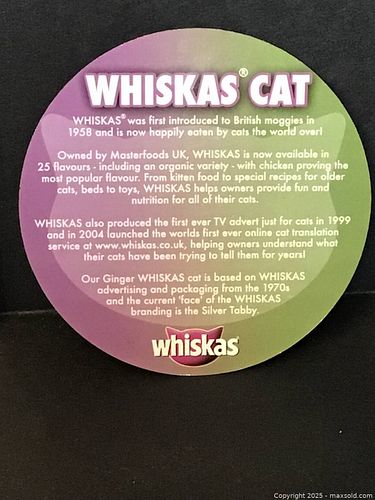 WHISKAS® CAT
WHISKAS® was first introduced to British moggies in
1958 and is now happily eaten by cats the world over!
Owned by Masterfoods UK, WHISKAS is now available in
25 flavours - including an organic variety - with chicken proving the
most popular flavour. From kitten food to special recipes for older
cats, beds to toys, WHISKAS helps owners provide fun and
nutrition for all of their cats.
WHISKAS also produced the first ever TV advert just for cats in 1999
and in 2004 launched the worlds first ever online cat translation
service at www.whiskas.co.uk, helping owners understand what
their cats have been trying to tell them for years!
Our Ginger WHISKAS cat is based on WHISKAS
advertising and packaging from the 1970s
and the current 'face' of the WHISKAS
branding is the Silver Tabby.
whiskas
Copyright 2025 - maxsold.com